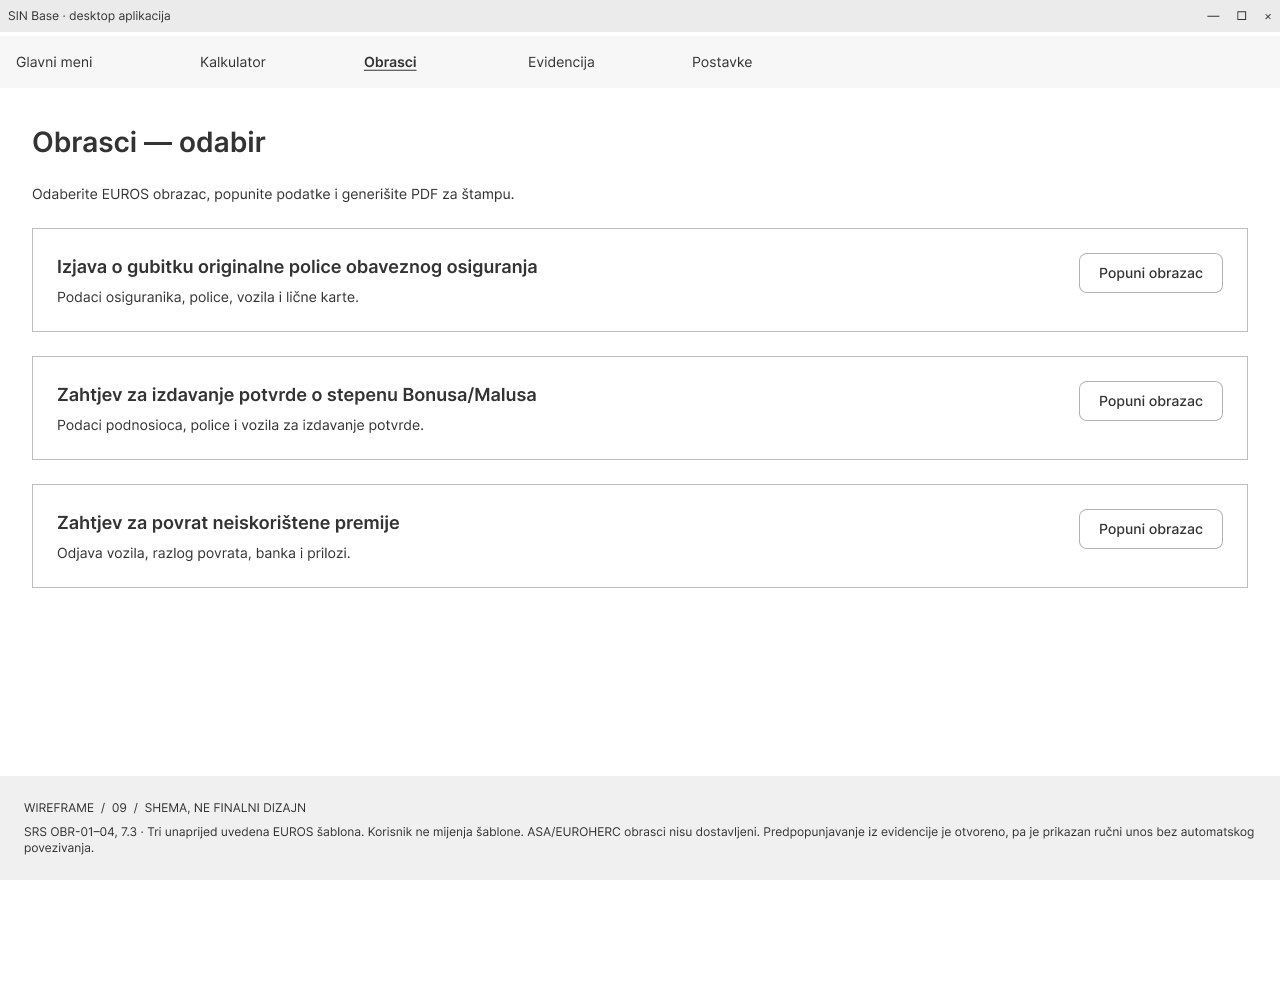 SIN Base · desktop aplikacija
— □ ×
Glavni meni Kalkulator Obrasci Evidencija Postavke
Obrasci — odabir
Odaberite EUROS obrazac, popunite podatke i generišite PDF za štampu.
Izjava o gubitku originalne police obaveznog osiguranja
Popuni obrazac
Podaci osiguranika, police, vozila i lične karte.
Zahtjev za izdavanje potvrde o stepenu Bonusa/Malusa
Popuni obrazac
Podaci podnosioca, police i vozila za izdavanje potvrde.
Zahtjev za povrat neiskorištene premije
Popuni obrazac
Odjava vozila, razlog povrata, banka i prilozi.
WIREFRAME / 09 / SHEMA, NE FINALNI DIZAJN
SRS OBR-01–04, 7.3 · Tri unaprijed uvedena EUROS šablona. Korisnik ne mijenja šablone. ASA/EUROHERC obrasci nisu dostavljeni. Predpopunjavanje iz evidencije je otvoreno, pa je prikazan ručni unos bez automatskog
povezivanja.